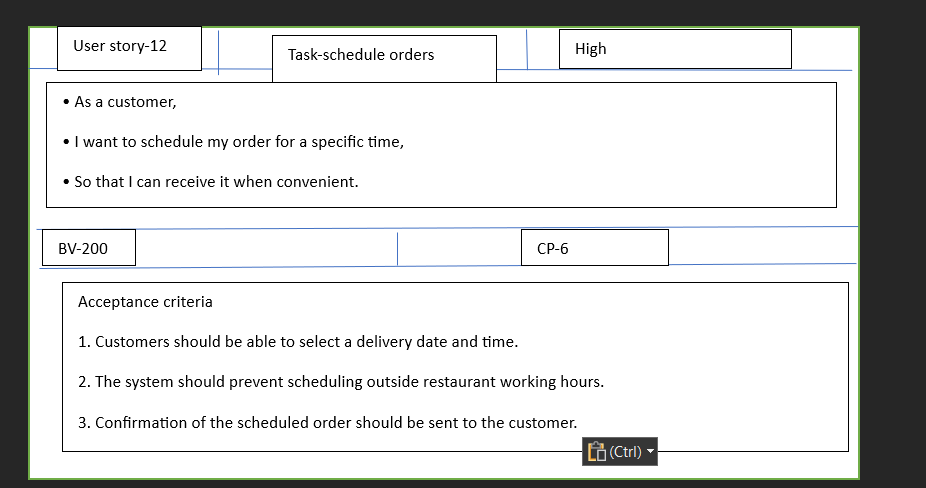 User story-12
Task-schedule orders
High
• As a customer,
• I want to schedule my order for a specific time,
• So that I can receive it when convenient.
BV-200
CP-6
Acceptance criteria
1. Customers should be able to select a delivery date and time.
2. The system should prevent scheduling outside restaurant working hours.
3. Confirmation of the scheduled order should be sent to the customer.
(Ctrl)